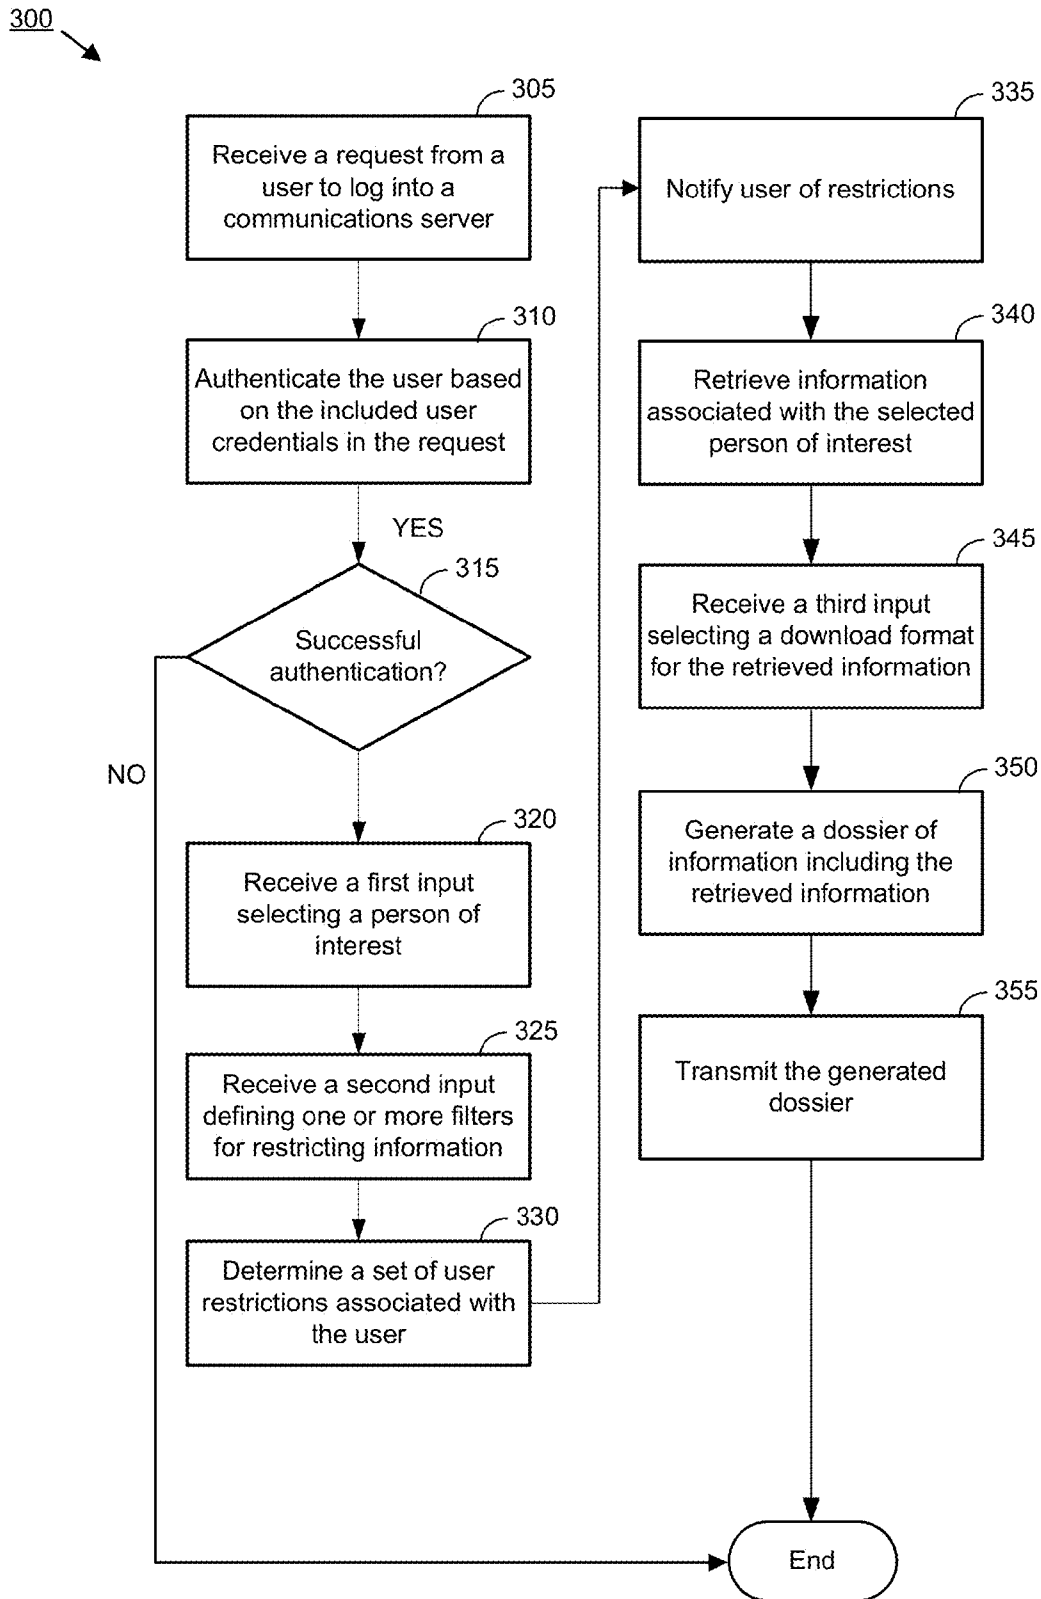 300
305
Receive a request from a
user to log into a
communications server
310
Authenticate the user based
on the included user
credentials in the request
YES
315
Successful
authentication?
NO
320
Receive a first input
selecting a person of
interest
325
Receive a second input
defining one or more filters
for restricting information
330
Determine a set of user
restrictions associated with
the user
335
Notify user of restrictions
340
Retrieve information
associated with the selected
person of interest
345
Receive a third input
selecting a download format
for the retrieved information
350
Generate a dossier of
information including the
retrieved information
355
Transmit the generated
dossier
End